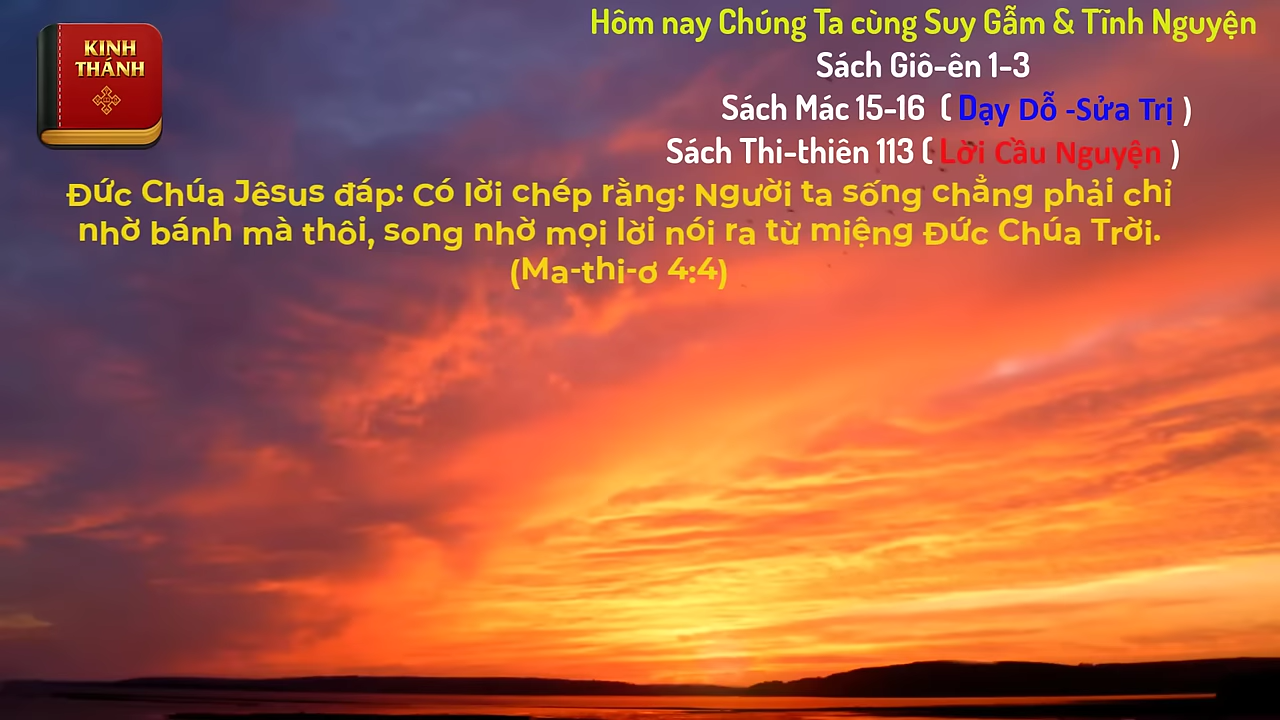 KINH
THÁNH
Hôm nay Chúng Ta cùng Suy Gẫm & Tĩnh Nguyện
Sách Giô-ên 1-3
Sách Mác 15-16 ( Dạy Dỗ -Sửa Trị )
Sách Thi-thiên 113 ( Lời Cầu Nguyện )
Đức Chúa Jêsus đáp: Có lời chép rằng: Người ta sống chẳng phải chỉ
nhờ bánh mà thôi, song nhờ mọi lời nói ra từ miệng Đức Chúa Trời.
(Ma-thi-ơ 4:4)